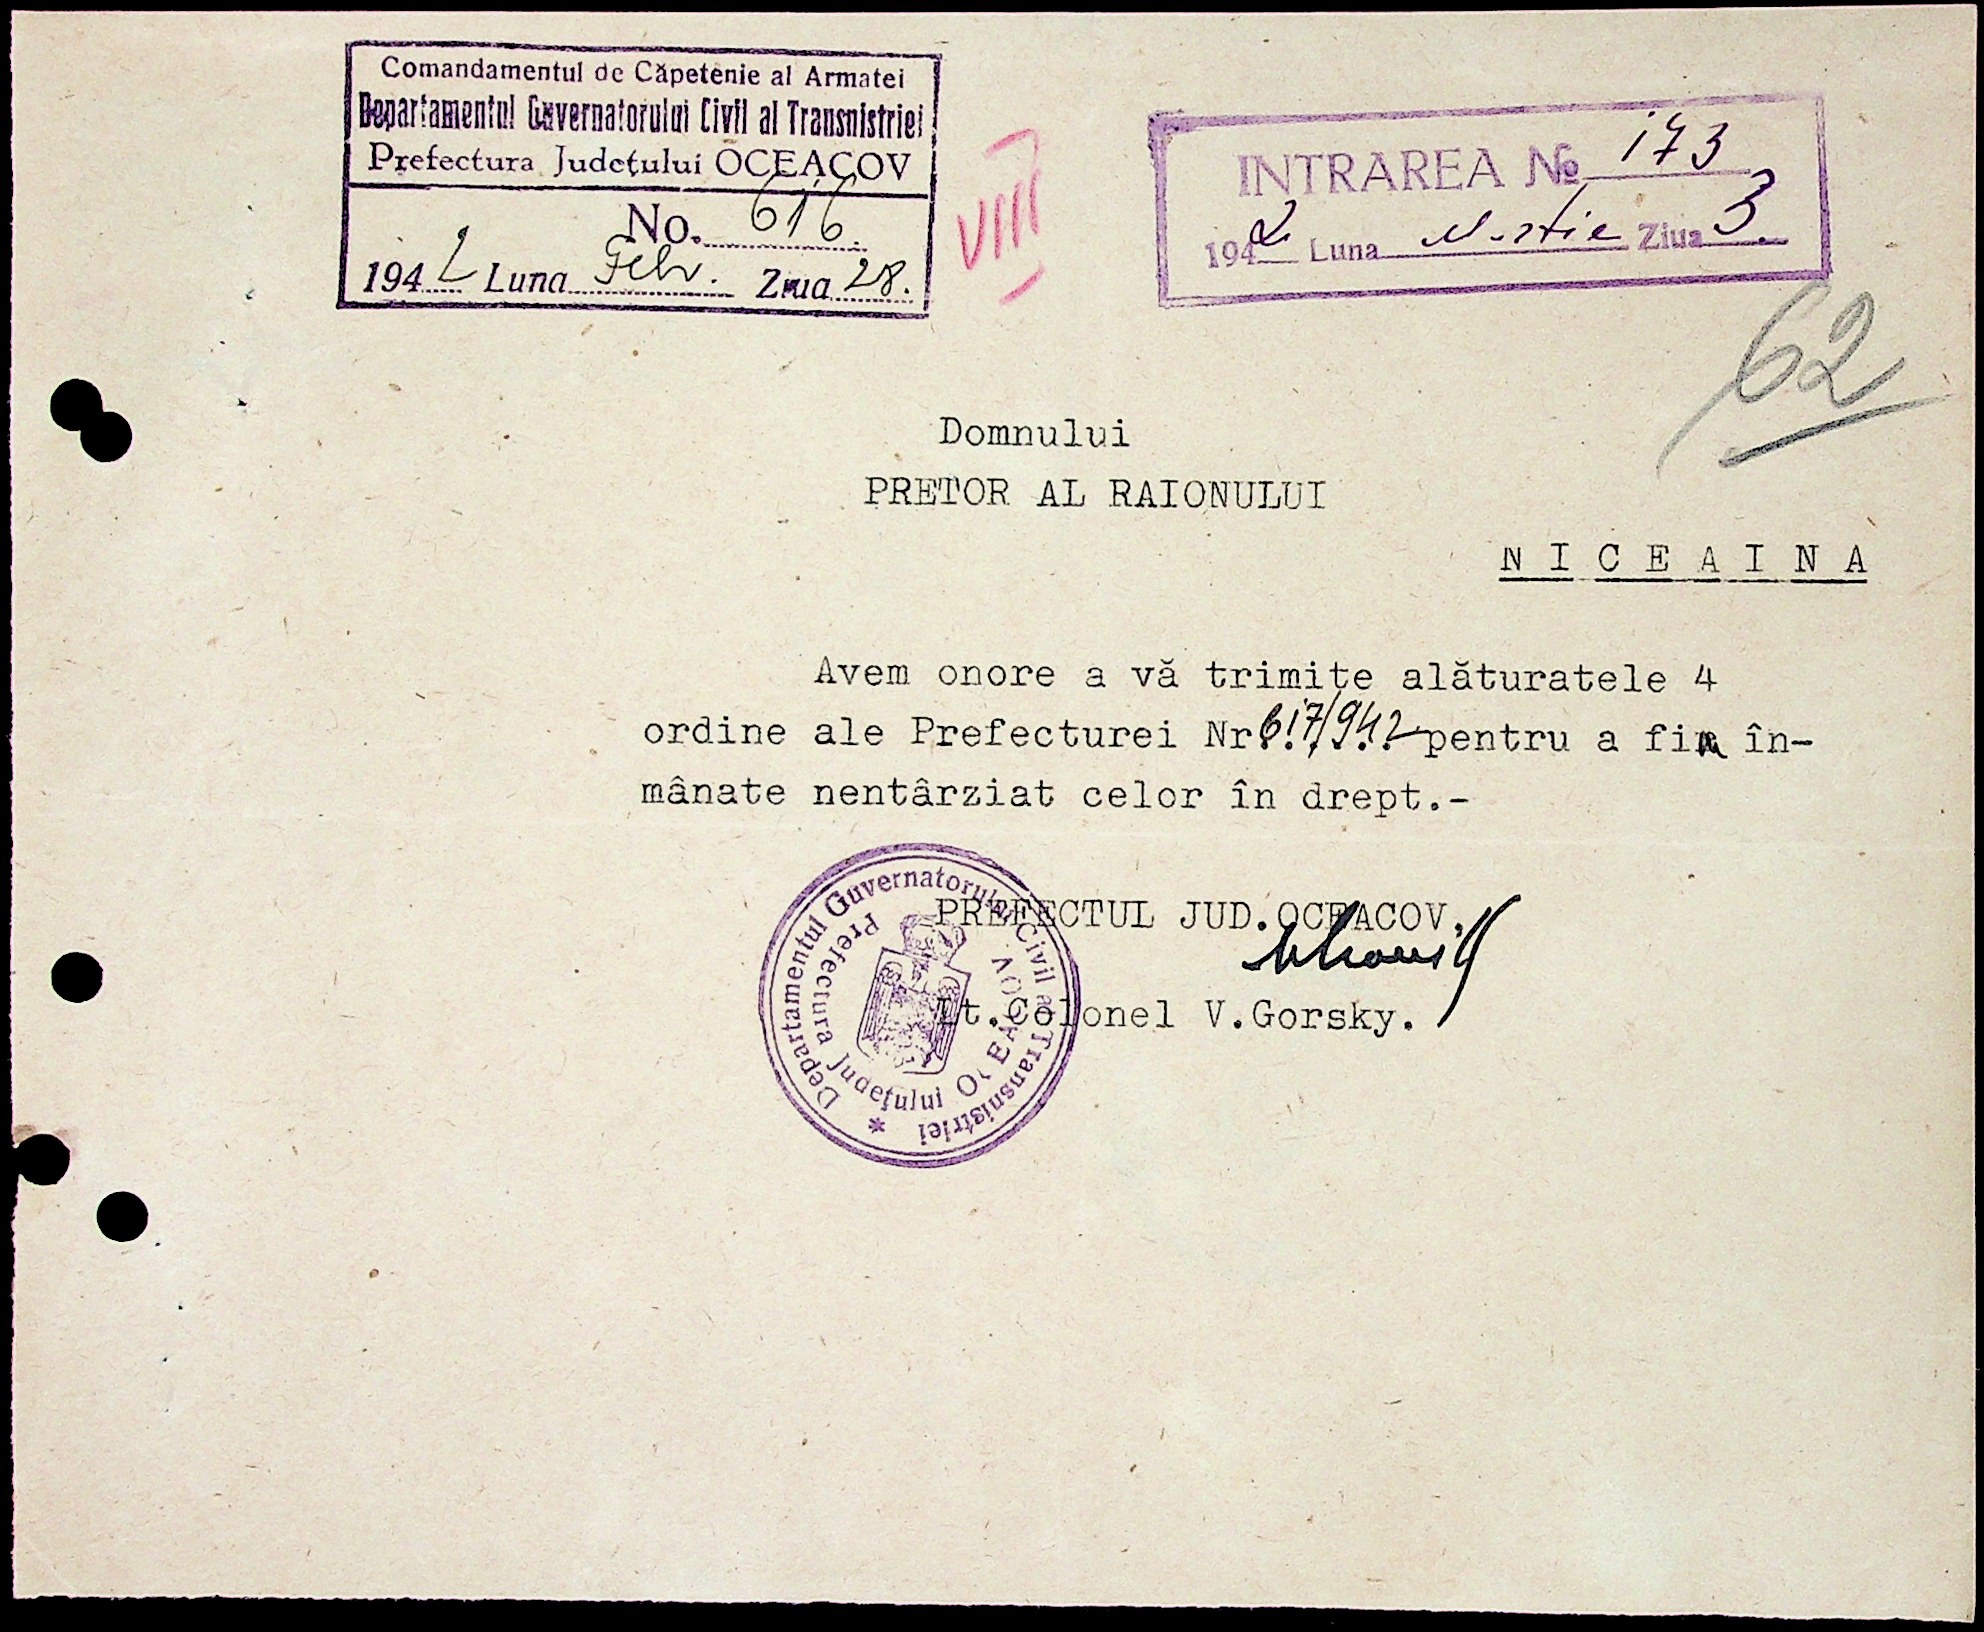 Comandamentul de Căpetenie al Armatei
Departamentul Guvernatorului Civil al Transnistriei
Prefectura Județului OCEACOV
No. 616.
1942 Luna Febr. Ziua 28.
VIII
INTRAREA № 173
1942 Luna Martie Ziua 3.
62
Domnului
PRETOR AL RAIONULUI
N I C E A I N A
Avem onore a vă trimite alăturatele 4
ordine ale Prefecturei Nr.617/942 pentru a fi în-
mânate nentârziat celor în drept.-
PREFECTUL JUD.OCEACOV,
Lt.Colonel V.Gorsky.
Departamentul Guvernatorului Civil al Transnistriei
Prefectura Județului OCEACOV